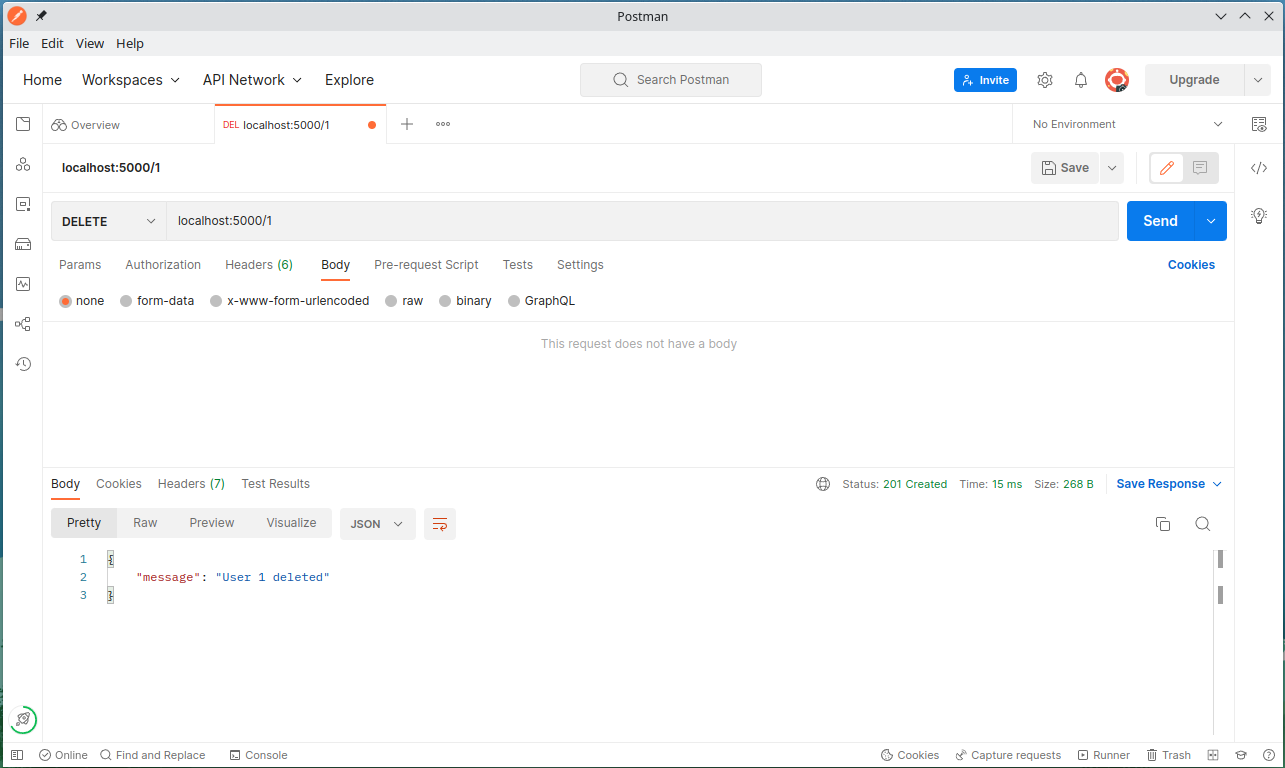 Postman
File Edit View Help
Home Workspaces API Network Explore Search Postman Invite Upgrade
Overview DEL localhost:5000/1 No Environment
localhost:5000/1 Save
DELETE localhost:5000/1 Send
Params Authorization Headers (6) Body Pre-request Script Tests Settings Cookies
none form-data x-www-form-urlencoded raw binary GraphQL
This request does not have a body
Body Cookies Headers (7) Test Results Status: 201 Created Time: 15 ms Size: 268 B Save Response
Pretty Raw Preview Visualize JSON
1 {
2 "message": "User 1 deleted"
3 }
Online Find and Replace Console Cookies Capture requests Runner Trash